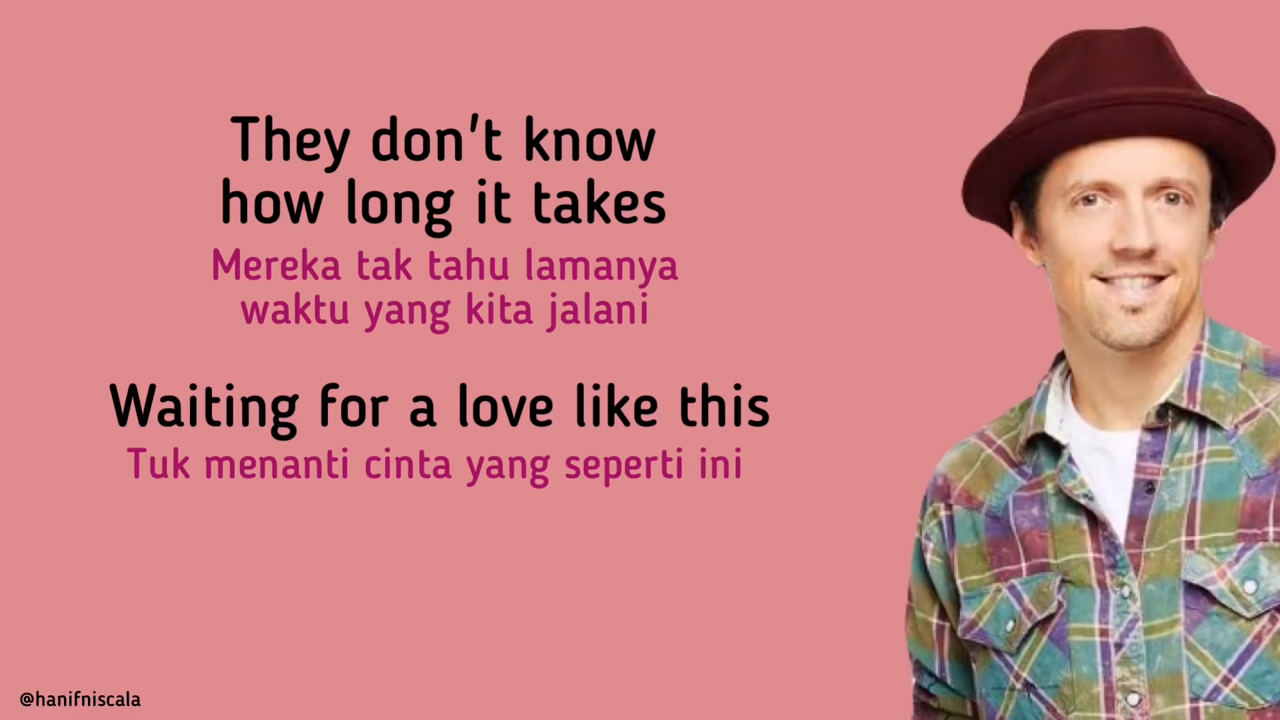 They don't know
how long it takes
Mereka tak tahu lamanya
waktu yang kita jalani
Waiting for a love like this
Tuk menanti cinta yang seperti ini
@hanifniscala